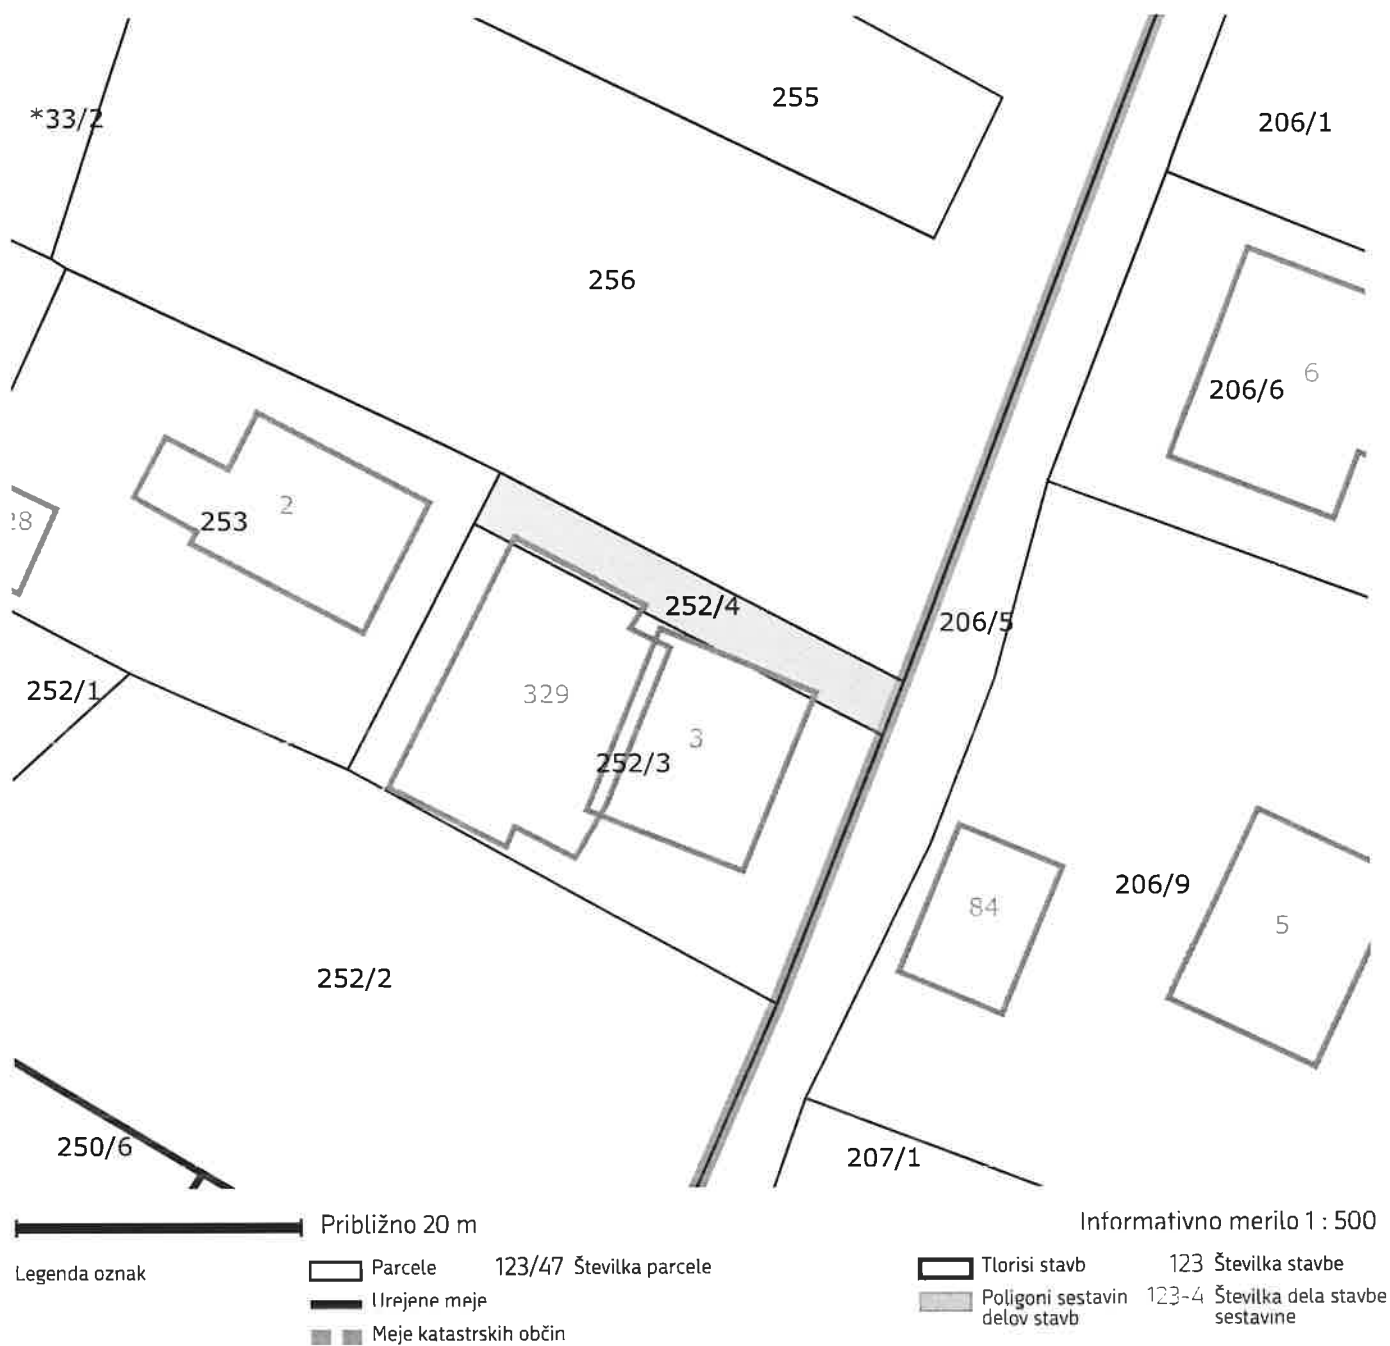 255
*33/2
206/1
256
6
206/6
2
253
28
252/4
206/5
252/1
329
3
252/3
206/9
84
5
252/2
250/6
207/1
Približno 20 m
Informativno merilo 1 : 500
Legenda oznak
Parcele
123/47 Številka parcele
Urejene meje
Meje katastrskih občin
Tlorisi stavb
123 Številka stavbe
Poligoni sestavin
delov stavb
123-4 Številka dela stavbe
sestavine